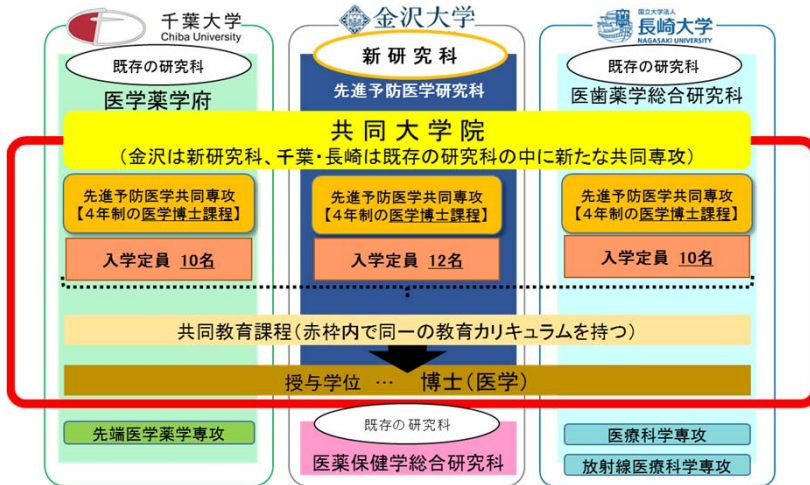 千葉大学
Chiba University
金沢大学
国立大学法人
長崎大学
NAGASAKI UNIVERSITY
既存の研究科
新研究科
既存の研究科
医学薬学府
先進予防医学研究科
医歯薬学総合研究科
共同大学院
(金沢は新研究科、千葉・長崎は既存の研究科の中に新たな共同専攻)
先進予防医学共同専攻
【4年制の医学博士課程】
先進予防医学共同専攻
【4年制の医学博士課程】
先進予防医学共同専攻
【4年制の医学博士課程】
入学定員 10名
入学定員 12名
入学定員 10名
共同教育課程(赤枠内で同一の教育カリキュラムを持つ)
授与学位 … 博士(医学)
先端医学薬学専攻
既存の研究科
医薬保健学総合研究科
医療科学専攻
放射線医療科学専攻